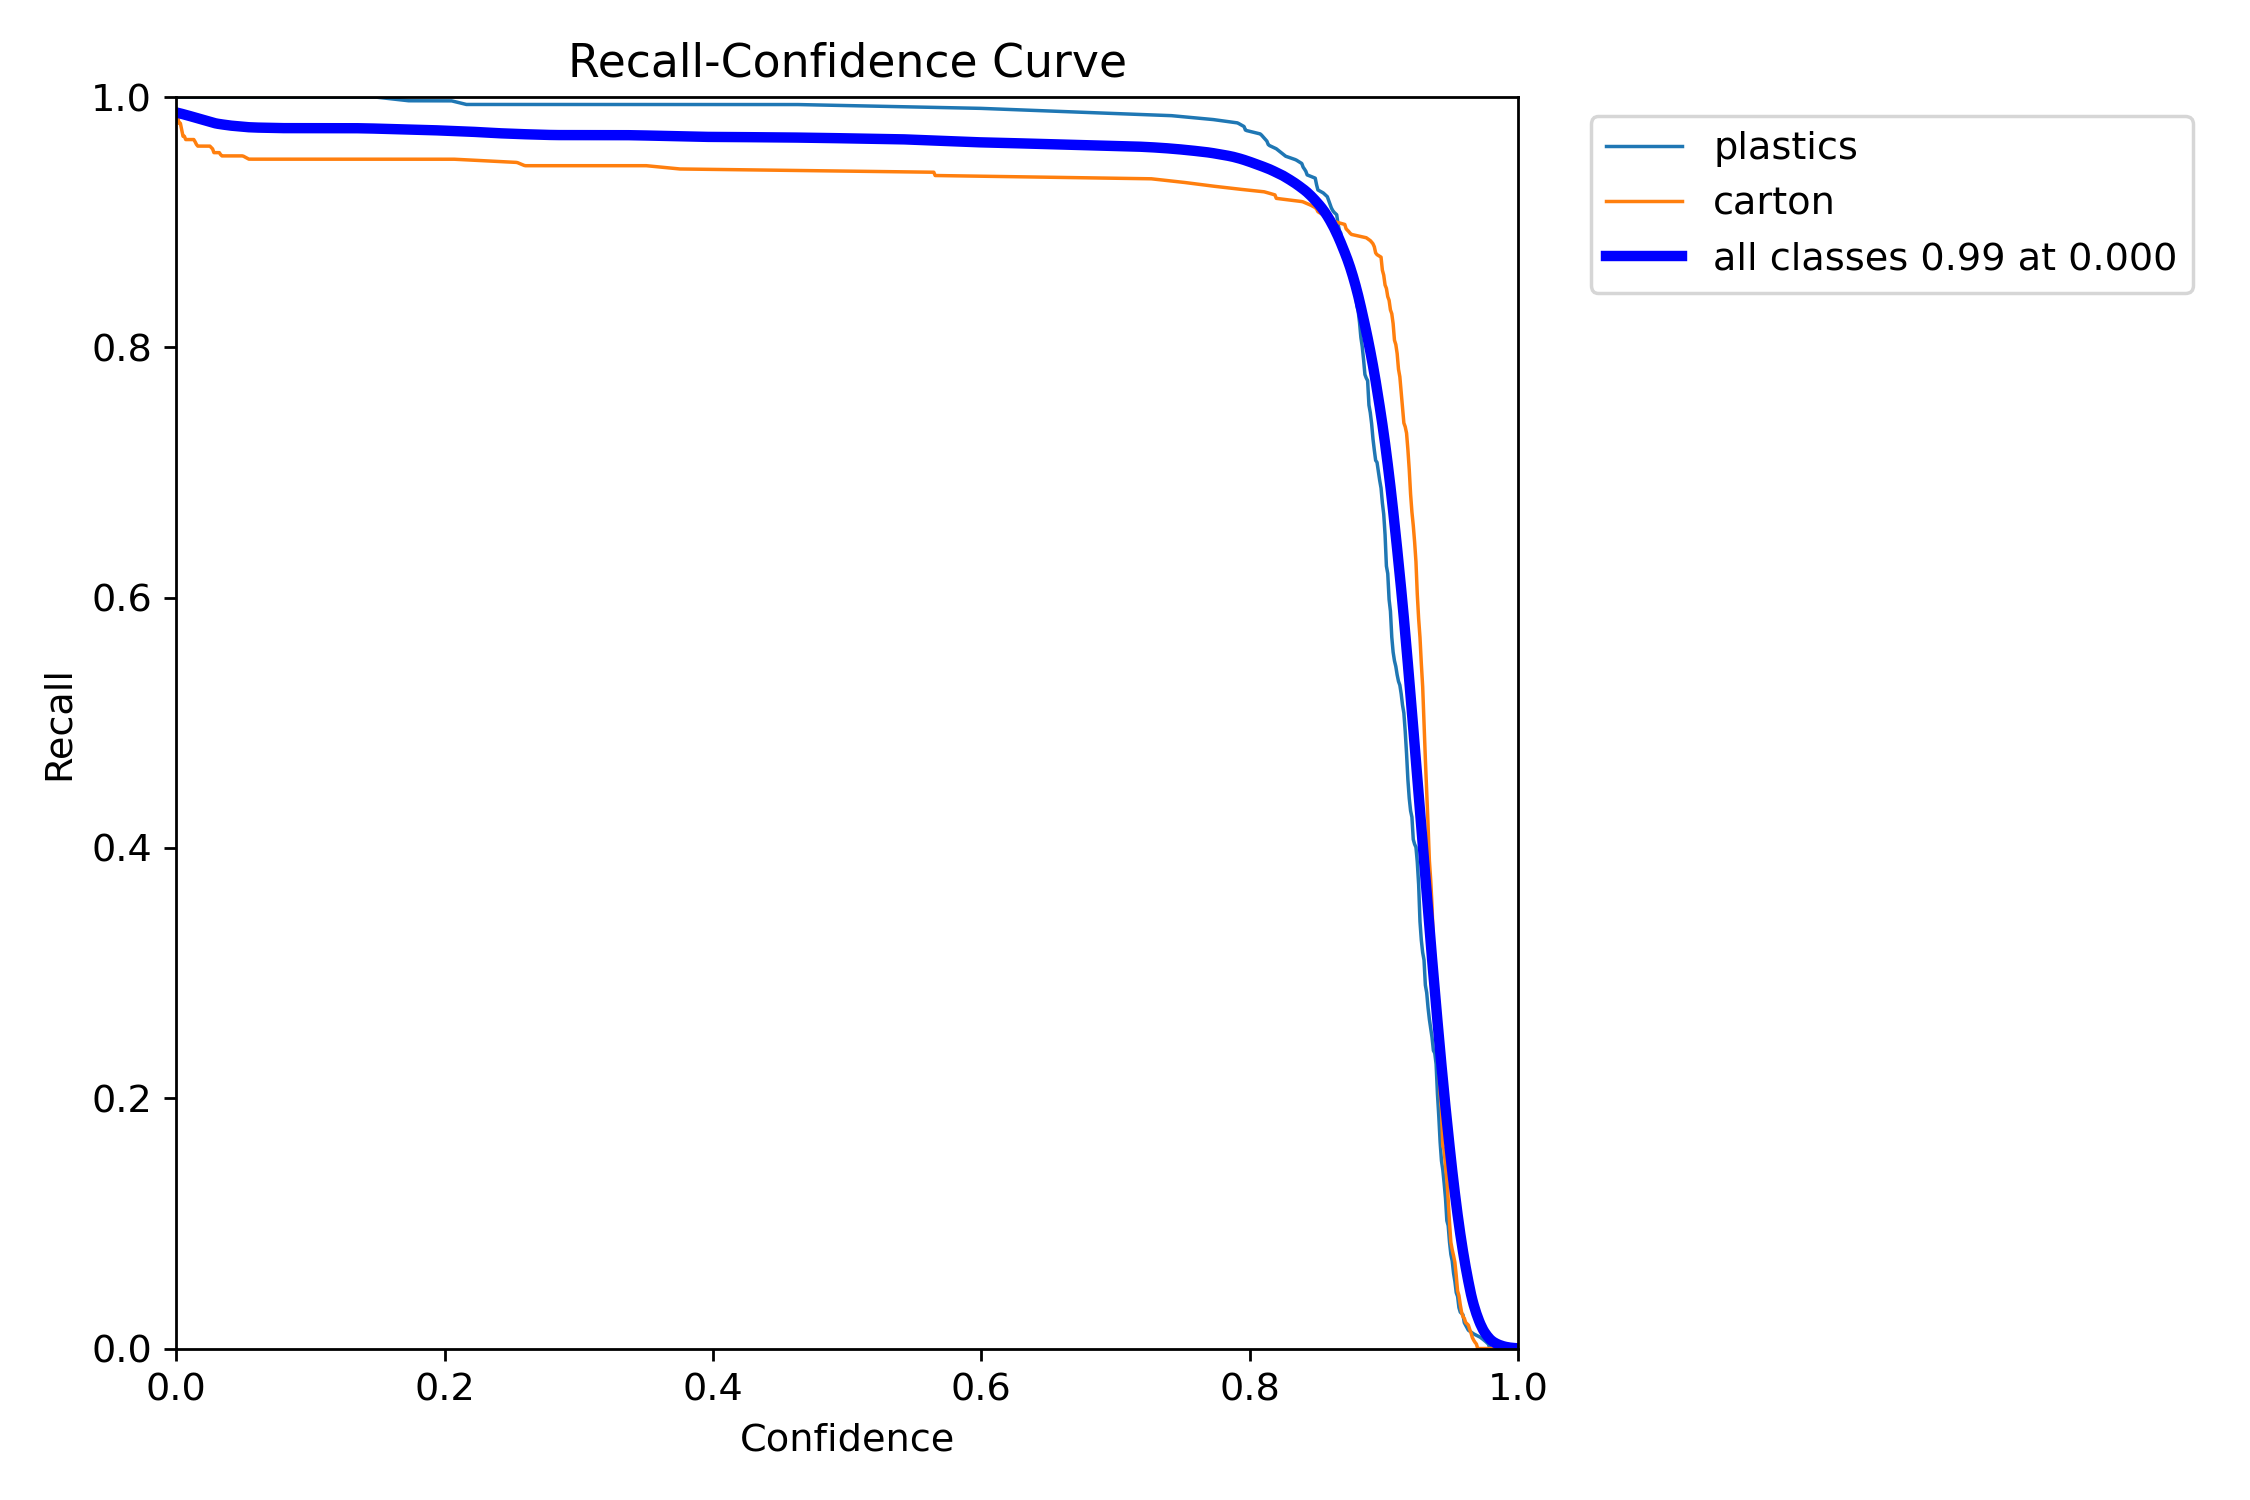 Recall-Confidence Curve
1.0
0.8
0.6
0.4
0.2
0.0
Recall
0.0 0.2 0.4 0.6 0.8 1.0
Confidence
plastics
carton
all classes 0.99 at 0.000